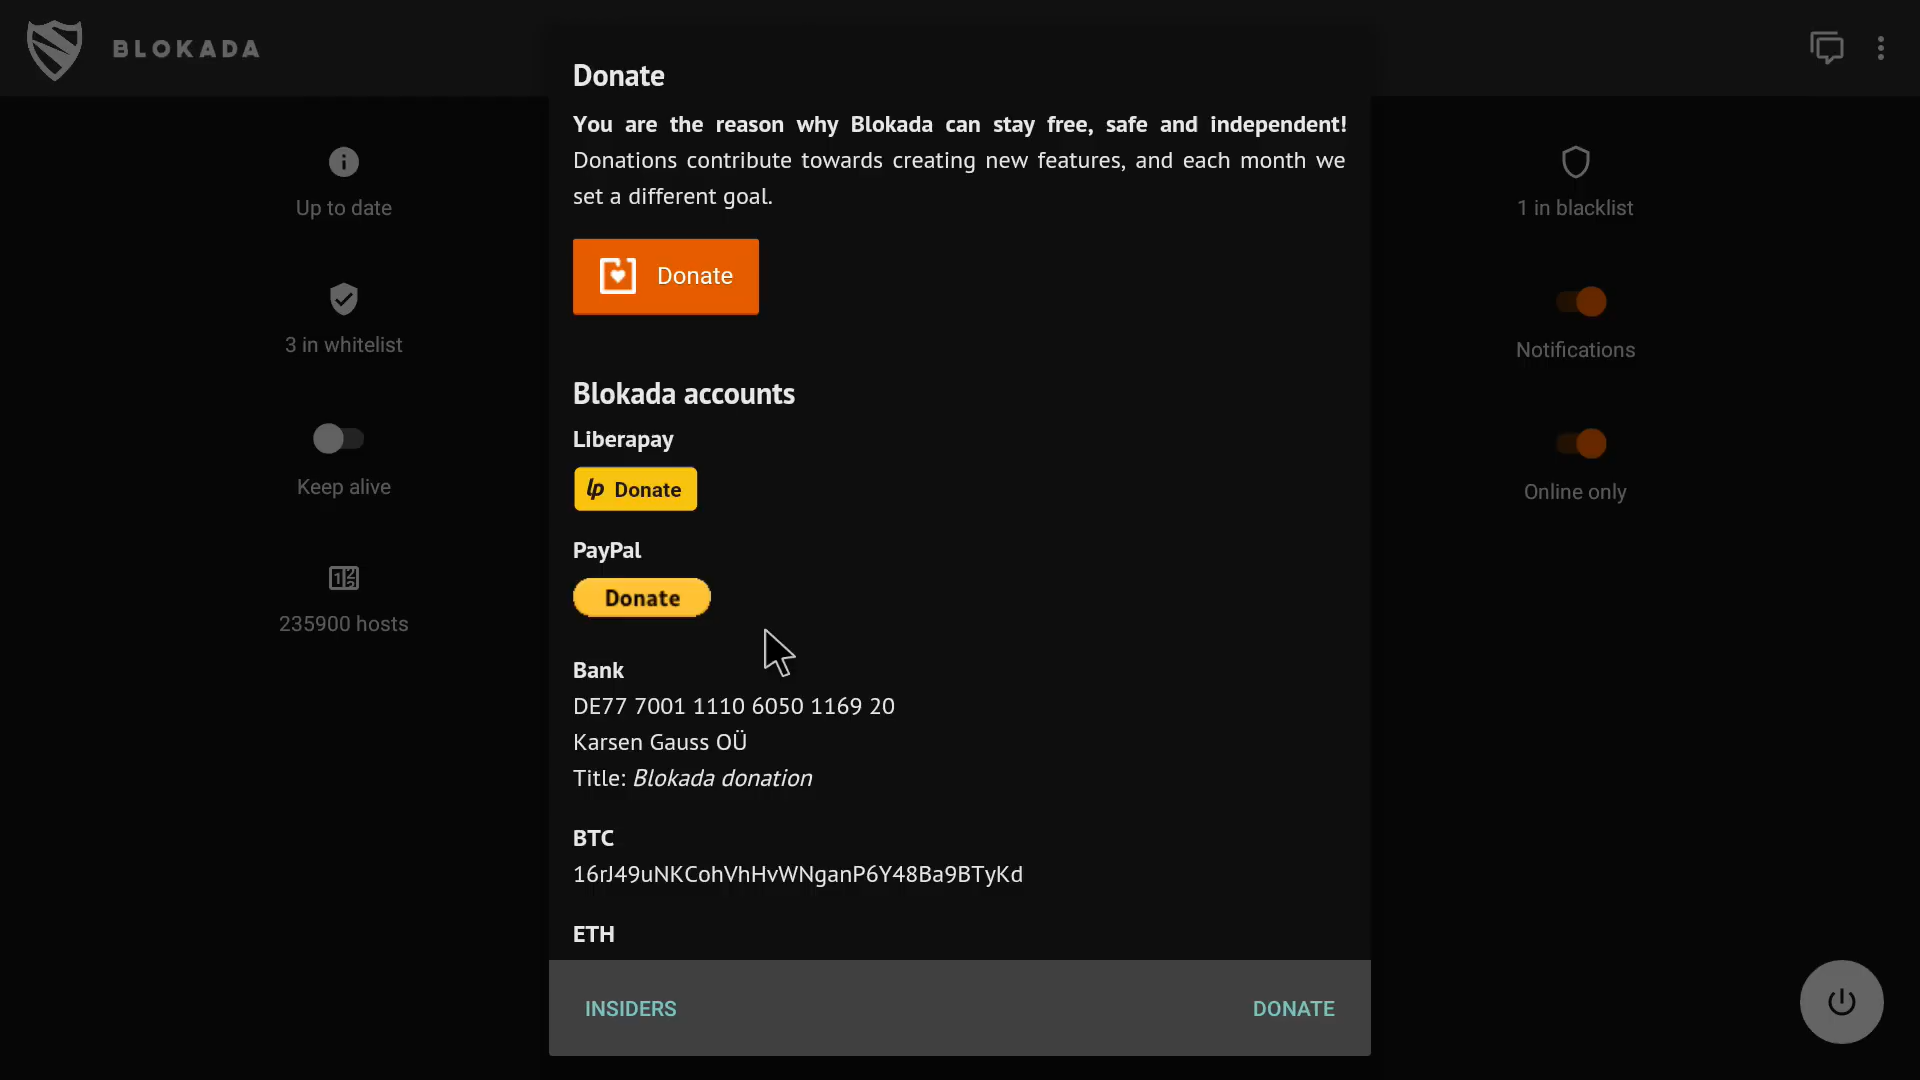 BLOKADA
Up to date
3 in whitelist
Keep alive
235900 hosts
Donate
You are the reason why Blokada can stay free, safe and independent!
Donations contribute towards creating new features, and each month we
set a different goal.
Donate
Blokada accounts
Liberapay
lp Donate
PayPal
Donate
Bank
DE77 7001 1110 6050 1169 20
Karsen Gauss OÜ
Title: Blokada donation
BTC
16rJ49uNKCohVhHvWNganP6Y48Ba9BTyKd
ETH
INSIDERS
DONATE
1 in blacklist
Notifications
Online only